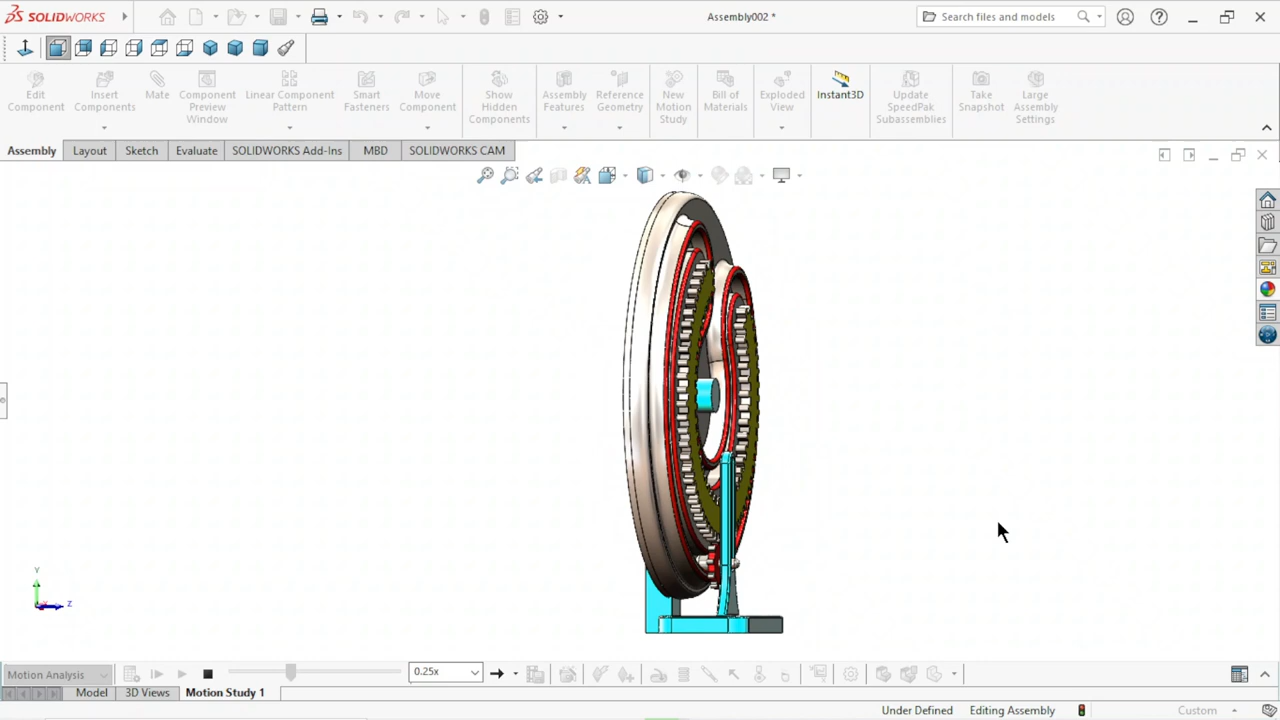 SOLIDWORKS
Assembly002 *
Search files and models
Edit Component
Insert Components
Mate
Component Preview Window
Linear Component Pattern
Smart Fasteners
Move Component
Show Hidden Components
Assembly Features
Reference Geometry
New Motion Study
Bill of Materials
Exploded View
Instant3D
Update SpeedPak Subassemblies
Take Snapshot
Large Assembly Settings
Assembly
Layout
Sketch
Evaluate
SOLIDWORKS Add-Ins
MBD
SOLIDWORKS CAM
Y
Z
Motion Analysis
0.25x
Model
3D Views
Motion Study 1
Under Defined
Editing Assembly
Custom